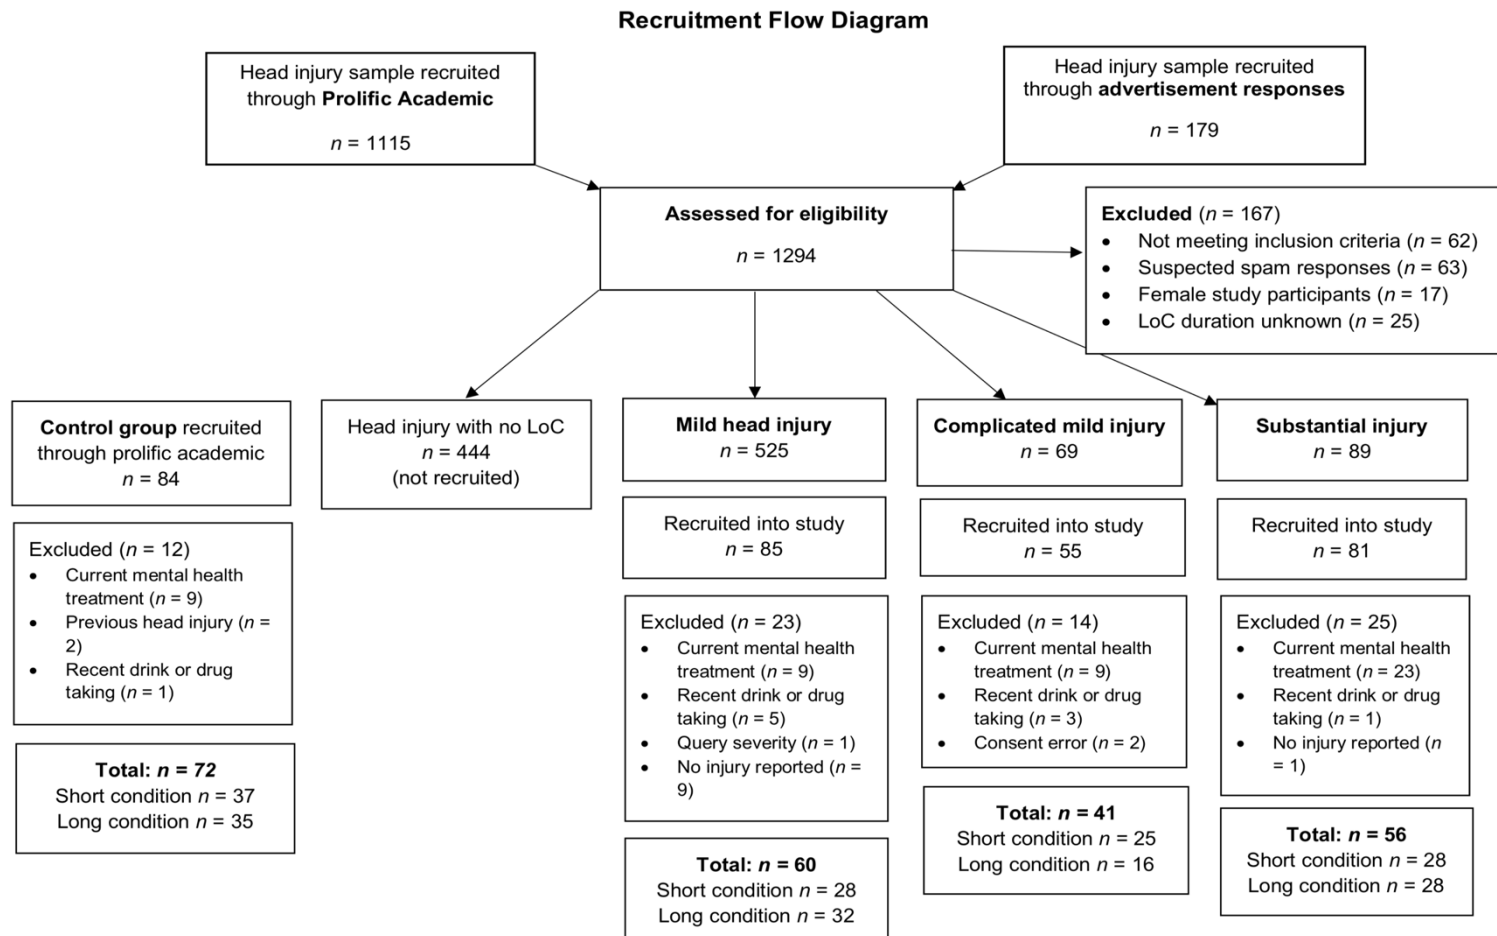 Recruitment Flow Diagram
Head injury sample recruited
through Prolific Academic
n = 1115
Head injury sample recruited
through advertisement responses
n = 179
Assessed for eligibility
n = 1294
Excluded (n = 167)
• Not meeting inclusion criteria (n = 62)
• Suspected spam responses (n = 63)
• Female study participants (n = 17)
• LoC duration unknown (n = 25)
Control group recruited
through prolific academic
n = 84
Excluded (n = 12)
• Current mental health
treatment (n = 9)
• Previous head injury (n =
2)
• Recent drink or drug
taking (n = 1)
Total: n = 72
Short condition n = 37
Long condition n = 35
Head injury with no LoC
n = 444
(not recruited)
Mild head injury
n = 525
Recruited into study
n = 85
Excluded (n = 23)
• Current mental health
treatment (n = 9)
• Recent drink or drug
taking (n = 5)
• Query severity (n = 1)
• No injury reported (n =
9)
Total: n = 60
Short condition n = 28
Long condition n = 32
Complicated mild injury
n = 69
Recruited into study
n = 55
Excluded (n = 14)
• Current mental health
treatment (n = 9)
• Recent drink or drug
taking (n = 3)
• Consent error (n = 2)
Total: n = 41
Short condition n = 25
Long condition n = 16
Substantial injury
n = 89
Recruited into study
n = 81
Excluded (n = 25)
• Current mental health
treatment (n = 23)
• Recent drink or drug
taking (n = 1)
• No injury reported (n
= 1)
Total: n = 56
Short condition n = 28
Long condition n = 28